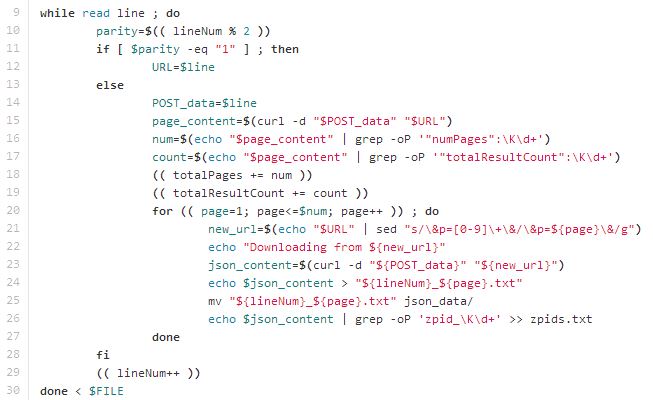 9 while read line ; do
10 parity=$(( lineNum % 2 ))
11 if [ $parity -eq "1" ] ; then
12 URL=$line
13 else
14 POST_data=$line
15 page_content=$(curl -d "$POST_data" "$URL")
16 num=$(echo "$page_content" | grep -oP '"numPages":\K\d+')
17 count=$(echo "$page_content" | grep -oP '"totalResultCount":\K\d+')
18 (( totalPages += num ))
19 (( totalResultCount += count ))
20 for (( page=1; page<=$num; page++ )) ; do
21 new_url=$(echo "$URL" | sed "s/\&p=[0-9]\+\&/\&p=${page}\&/g")
22 echo "Downloading from ${new_url}"
23 json_content=$(curl -d "${POST_data}" "${new_url}")
24 echo $json_content > "${lineNum}_${page}.txt"
25 mv "${lineNum}_${page}.txt" json_data/
26 echo $json_content | grep -oP 'zpid_\K\d+' >> zpids.txt
27 done
28 fi
29 (( lineNum++ ))
30 done < $FILE